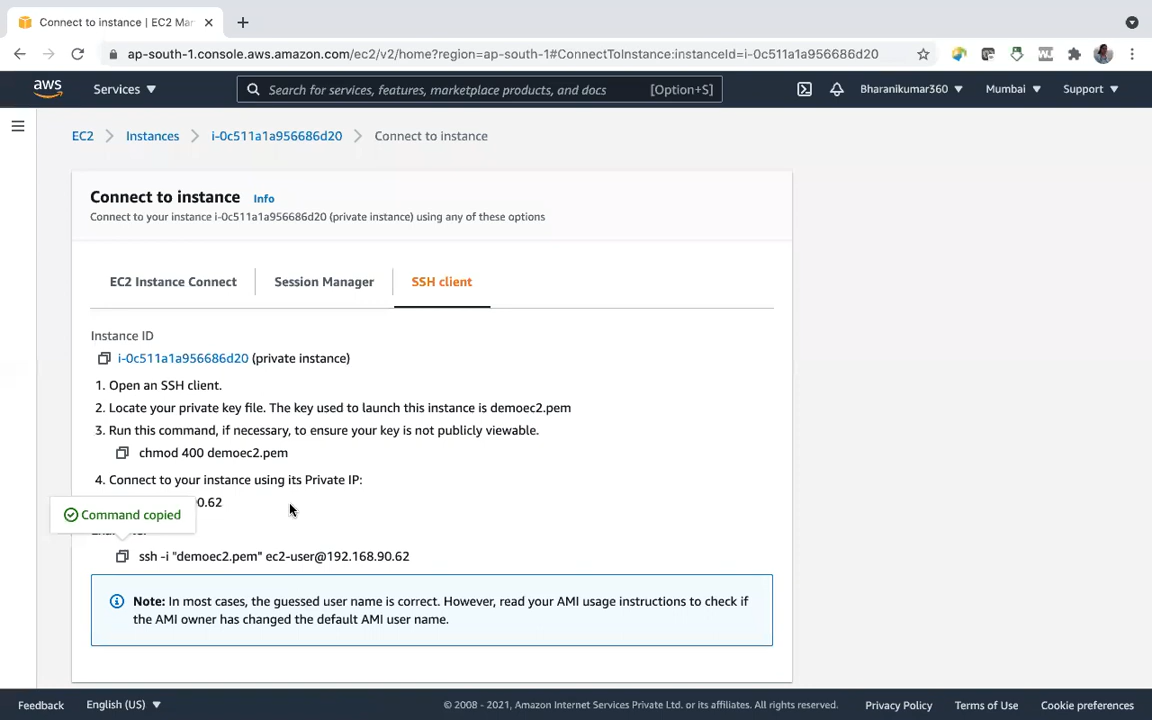 Connect to instance | EC2 Man
ap-south-1.console.aws.amazon.com/ec2/v2/home?region=ap-south-1#ConnectToInstance:instanceId=i-0c511a1a956686d20
aws Services Search for services, features, marketplace products, and docs [Option+S] Bharanikumar360 Mumbai Support
EC2 Instances i-0c511a1a956686d20 Connect to instance
Connect to instance Info
Connect to your instance i-0c511a1a956686d20 (private instance) using any of these options
EC2 Instance Connect Session Manager SSH client
Instance ID
i-0c511a1a956686d20 (private instance)
1. Open an SSH client.
2. Locate your private key file. The key used to launch this instance is demoec2.pem
3. Run this command, if necessary, to ensure your key is not publicly viewable.
chmod 400 demoec2.pem
4. Connect to your instance using its Private IP:
0.62
Command copied
ssh -i "demoec2.pem" ec2-user@192.168.90.62
Note: In most cases, the guessed user name is correct. However, read your AMI usage instructions to check if
the AMI owner has changed the default AMI user name.
Feedback English (US) © 2008 - 2021, Amazon Internet Services Private Ltd. or its affiliates. All rights reserved. Privacy Policy Terms of Use Cookie preferences